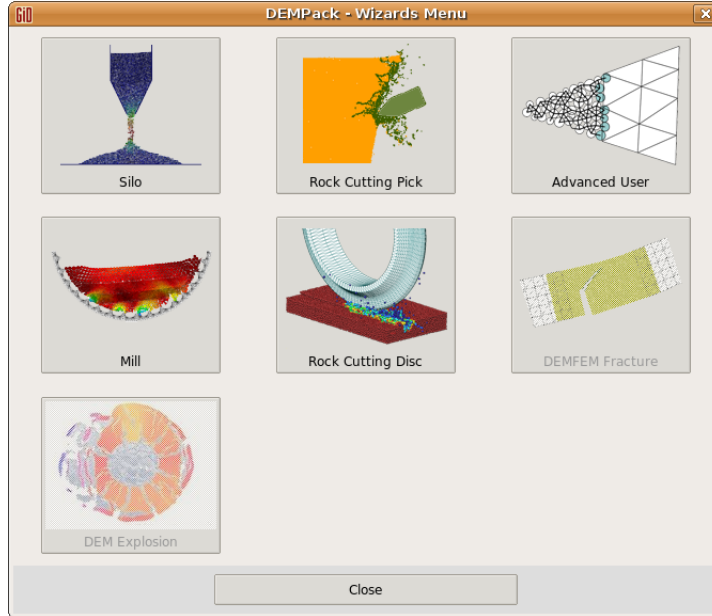 GiD DEMPack - Wizards Menu
Silo
Rock Cutting Pick
Advanced User
Mill
Rock Cutting Disc
DEMFEM Fracture
DEM Explosion
Close